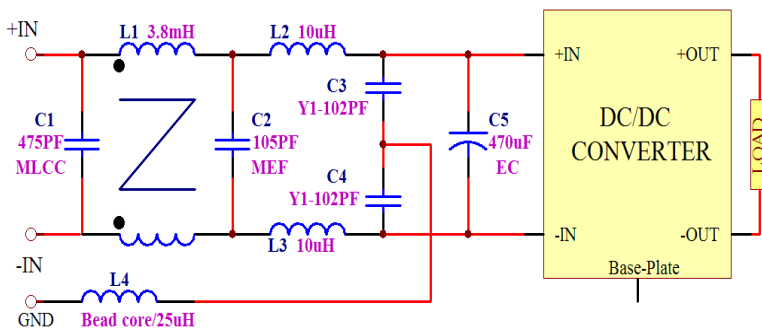 +IN
L1 3.8mH
L2 10uH
C3
Y1-102PF
C1
475PF
MLCC
C2
105PF
MEF
C4
Y1-102PF
C5
470uF
EC
+IN
+OUT
DC/DC
CONVERTER
LOAD
-IN
-OUT
Base-Plate
-IN
L3 10uH
L4
GND
Bead core/25uH